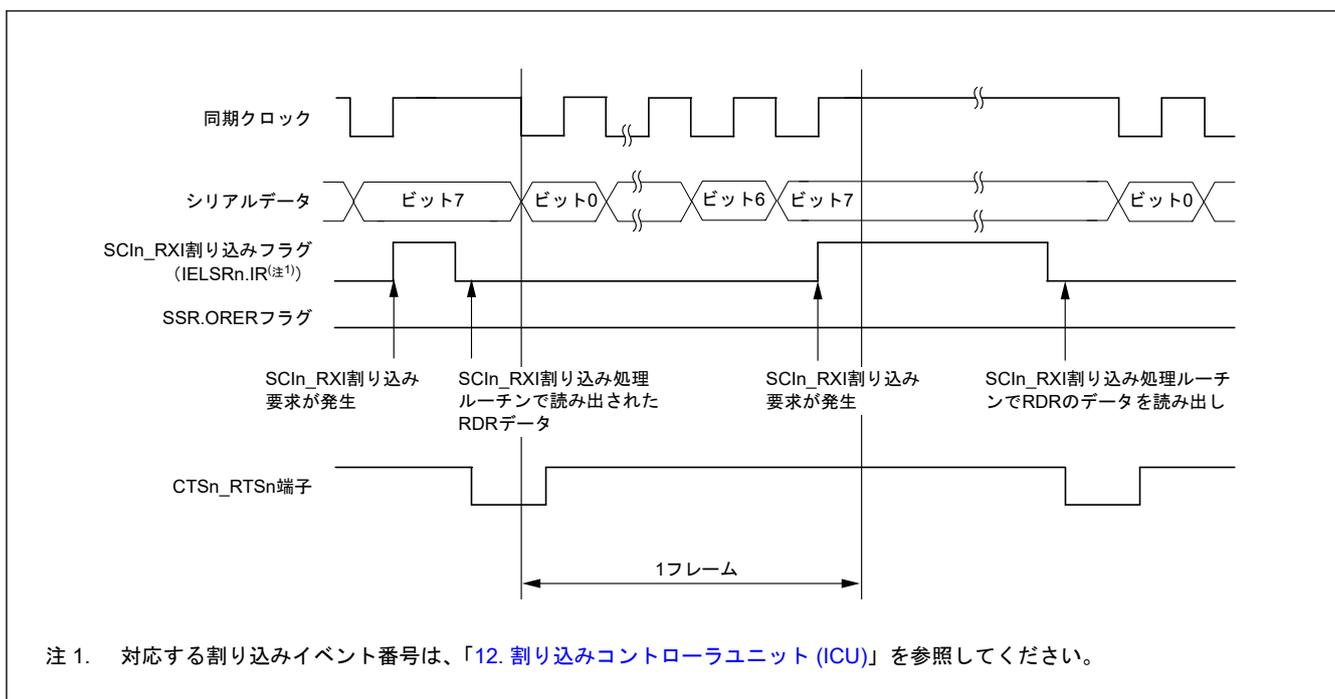 同期クロック
シリアルデータ
ビット7
ビット0
ビット6
ビット7
ビット0
SCIn_RXI割り込みフラグ
（IELSRn.IR(注1)）
SSR.ORERフラグ
SCIn_RXI割り込み
要求が発生
SCIn_RXI割り込み処理
ルーチンで読み出された
RDRデータ
SCIn_RXI割り込み
要求が発生
SCIn_RXI割り込み処理ルーチ
ンでRDRのデータを読み出し
CTSn_RTSn端子
1フレーム
注 1. 対応する割り込みイベント番号は、「12. 割り込みコントローラユニット (ICU)」を参照してください。